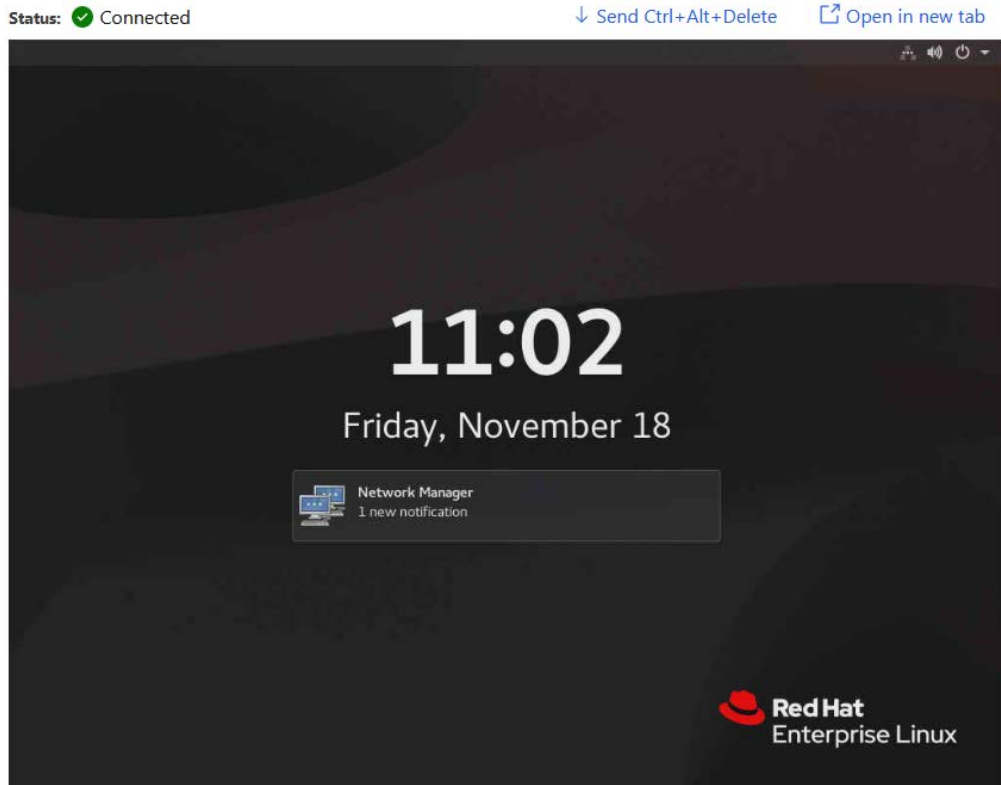 Status: Connected
Send Ctrl+Alt+Delete
Open in new tab
11:02
Friday, November 18
Network Manager
1 new notification
Red Hat
Enterprise Linux